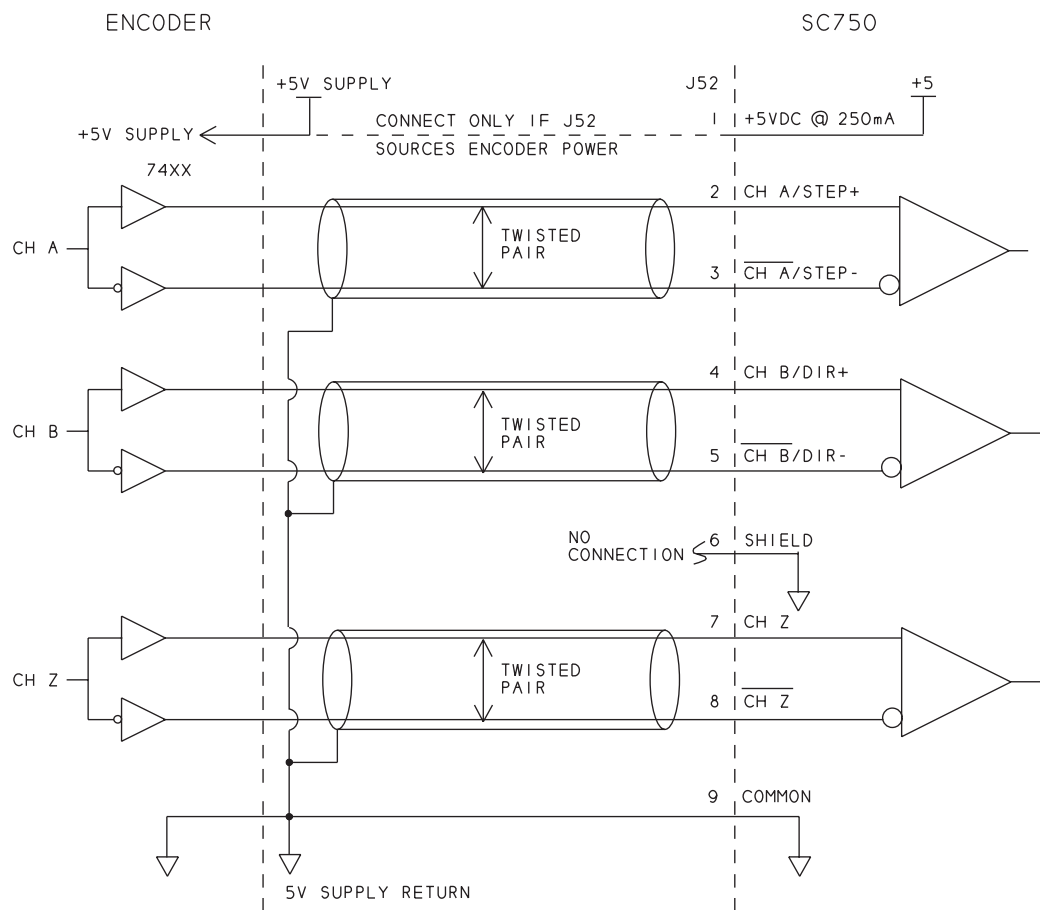 ENCODER
SC750
+5V SUPPLY
J52
+5
+5V SUPPLY
CONNECT ONLY IF J52
SOURCES ENCODER POWER
1
+5VDC @ 250mA
74XX
2
CH A/STEP+
CH A
TWISTED
PAIR
3
CH A/STEP-
4
CH B/DIR+
CH B
TWISTED
PAIR
5
CH B/DIR-
NO
CONNECTION
6
SHIELD
7
CH Z
CH Z
TWISTED
PAIR
8
CH Z
9
COMMON
5V SUPPLY RETURN